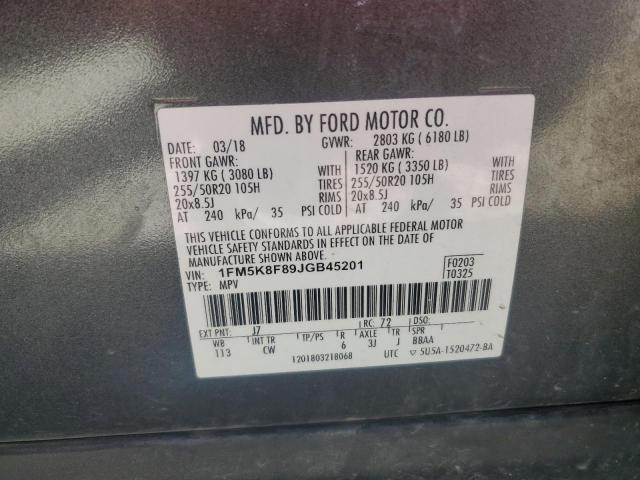 MFD. BY FORD MOTOR CO.
DATE: 03/18 GVWR: 2803 KG ( 6180 LB)
FRONT GAWR: REAR GAWR:
1397 KG ( 3080 LB) WITH 1520 KG ( 3350 LB) WITH
255/50R20 105H TIRES 255/50R20 105H TIRES
20x8.5J RIMS 20x8.5J RIMS
AT 240 kPa/ 35 PSI COLD AT 240 kPa/ 35 PSI COLD
THIS VEHICLE CONFORMS TO ALL APPLICABLE FEDERAL MOTOR
VEHICLE SAFETY STANDARDS IN EFFECT ON THE DATE OF
MANUFACTURE SHOWN ABOVE.
VIN: 1FM5K8F89JGB45201 F0203
TYPE: MPV T0325
EXT PNT: J7 RC: 72 DSO:
WB INT TR TP/PS R AXLE TR SPR
113 CW 6 3J J BBAA
1201803218068 UTC 5U5A-1520472-BA